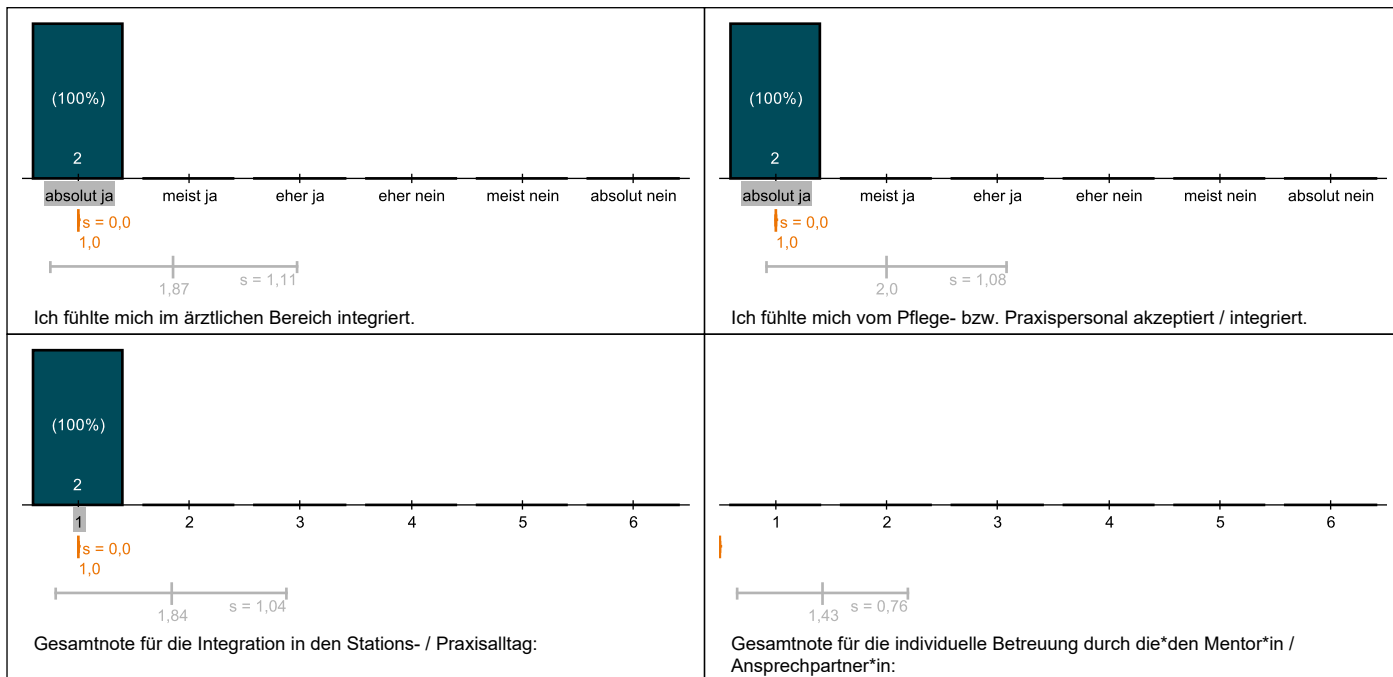 (100%)
2
absolut ja meist ja eher ja eher nein meist nein absolut nein
s = 0,0
1,0
s = 1,11
1,87
Ich fühlte mich im ärztlichen Bereich integriert.
(100%)
2
absolut ja meist ja eher ja eher nein meist nein absolut nein
s = 0,0
1,0
s = 1,08
2,0
Ich fühlte mich vom Pflege- bzw. Praxispersonal akzeptiert / integriert.
(100%)
2
1 2 3 4 5 6
s = 0,0
1,0
s = 1,04
1,84
Gesamtnote für die Integration in den Stations- / Praxisalltag:
1 2 3 4 5 6
s = 0,76
1,43
Gesamtnote für die individuelle Betreuung durch die*den Mentor*in /
Ansprechpartner*in: